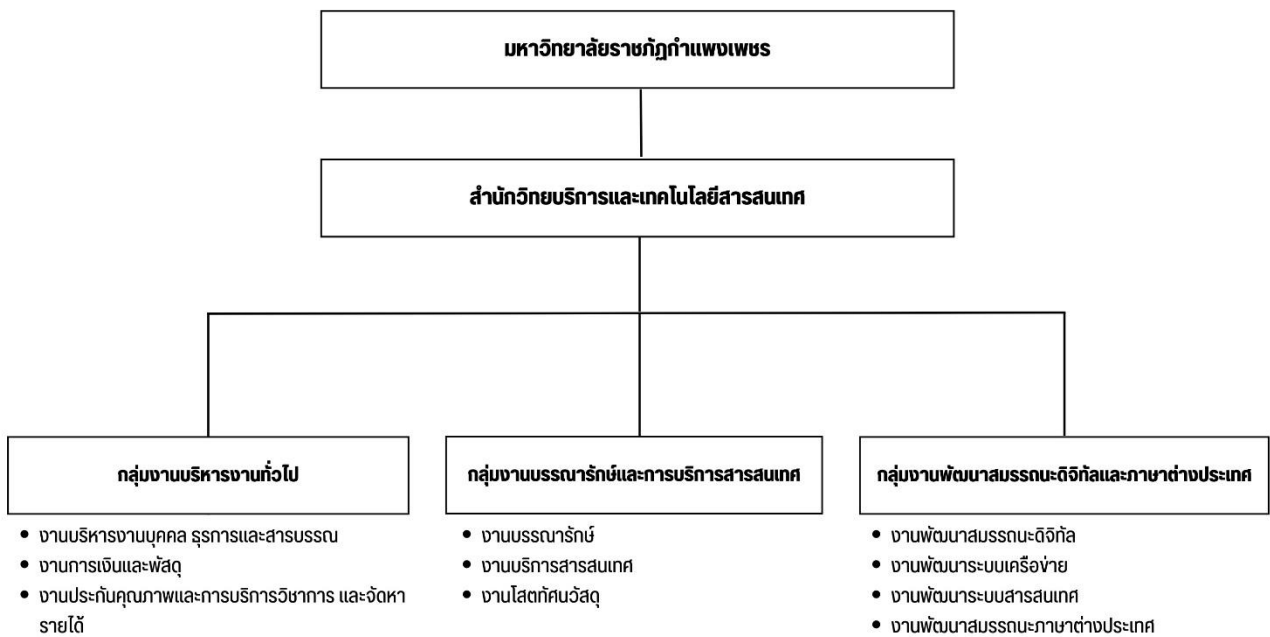 มหาวิทยาลัยราชภัฏกำแพงเพชร
สำนักวิทยบริการและเทคโนโลยีสารสนเทศ
กลุ่มงานบริหารงานทั่วไป
• งานบริหารงานบุคคล ธุรการและสารบรรณ
• งานการเงินและพัสดุ
• งานประกันคุณภาพและการบริการวิชาการ และจัดหา
รายได้
กลุ่มงานบรรณารักษ์และการบริการสารสนเทศ
• งานบรรณารักษ์
• งานบริการสารสนเทศ
• งานโสตทัศนวัสดุ
กลุ่มงานพัฒนาสมรรถนะดิจิทัลและภาษาต่างประเทศ
• งานพัฒนาสมรรถนะดิจิทัล
• งานพัฒนาระบบเครือข่าย
• งานพัฒนาระบบสารสนเทศ
• งานพัฒนาสมรรถนะภาษาต่างประเทศ